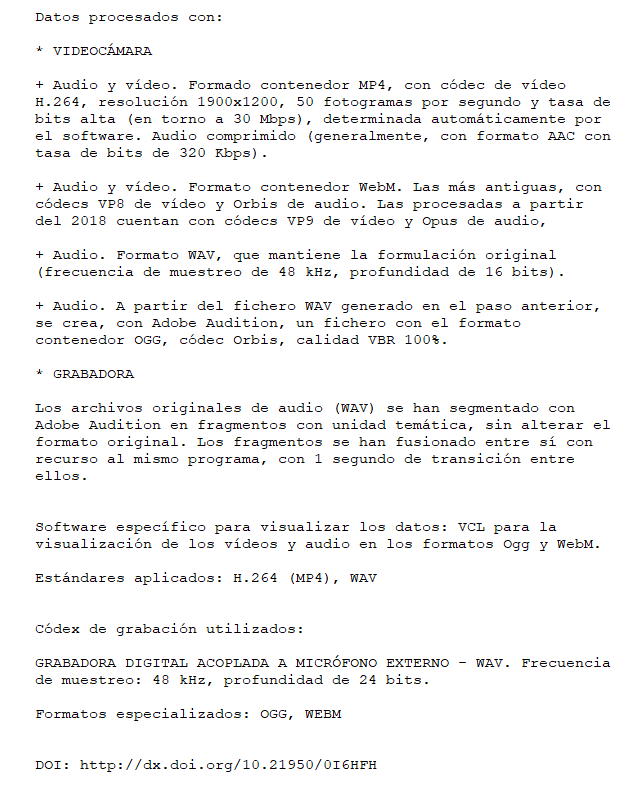 Datos procesados con:
* VIDEOCÁMARA
+ Audio y vídeo. Formado contenedor MP4, con códec de vídeo
H.264, resolución 1900x1200, 50 fotogramas por segundo y tasa de
bits alta (en torno a 30 Mbps), determinada automáticamente por
el software. Audio comprimido (generalmente, con formato AAC con
tasa de bits de 320 Kbps).
+ Audio y vídeo. Formato contenedor WebM. Las más antiguas, con
códecs VP8 de vídeo y Orbis de audio. Las procesadas a partir
del 2018 cuentan con códecs VP9 de vídeo y Opus de audio,
+ Audio. Formato WAV, que mantiene la formulación original
(frecuencia de muestreo de 48 kHz, profundidad de 16 bits).
+ Audio. A partir del fichero WAV generado en el paso anterior,
se crea, con Adobe Audition, un fichero con el formato
contenedor OGG, códec Orbis, calidad VBR 100%.
* GRABADORA
Los archivos originales de audio (WAV) se han segmentado con
Adobe Audition en fragmentos con unidad temática, sin alterar el
formato original. Los fragmentos se han fusionado entre sí con
recurso al mismo programa, con 1 segundo de transición entre
ellos.
Software específico para visualizar los datos: VCL para la
visualización de los vídeos y audio en los formatos Ogg y WebM.
Estándares aplicados: H.264 (MP4), WAV
Códex de grabación utilizados:
GRABADORA DIGITAL ACOPLADA A MICRÓFONO EXTERNO - WAV. Frecuencia
de muestreo: 48 kHz, profundidad de 24 bits.
Formatos especializados: OGG, WEBM
DOI: http://dx.doi.org/10.21950/0I6HFH